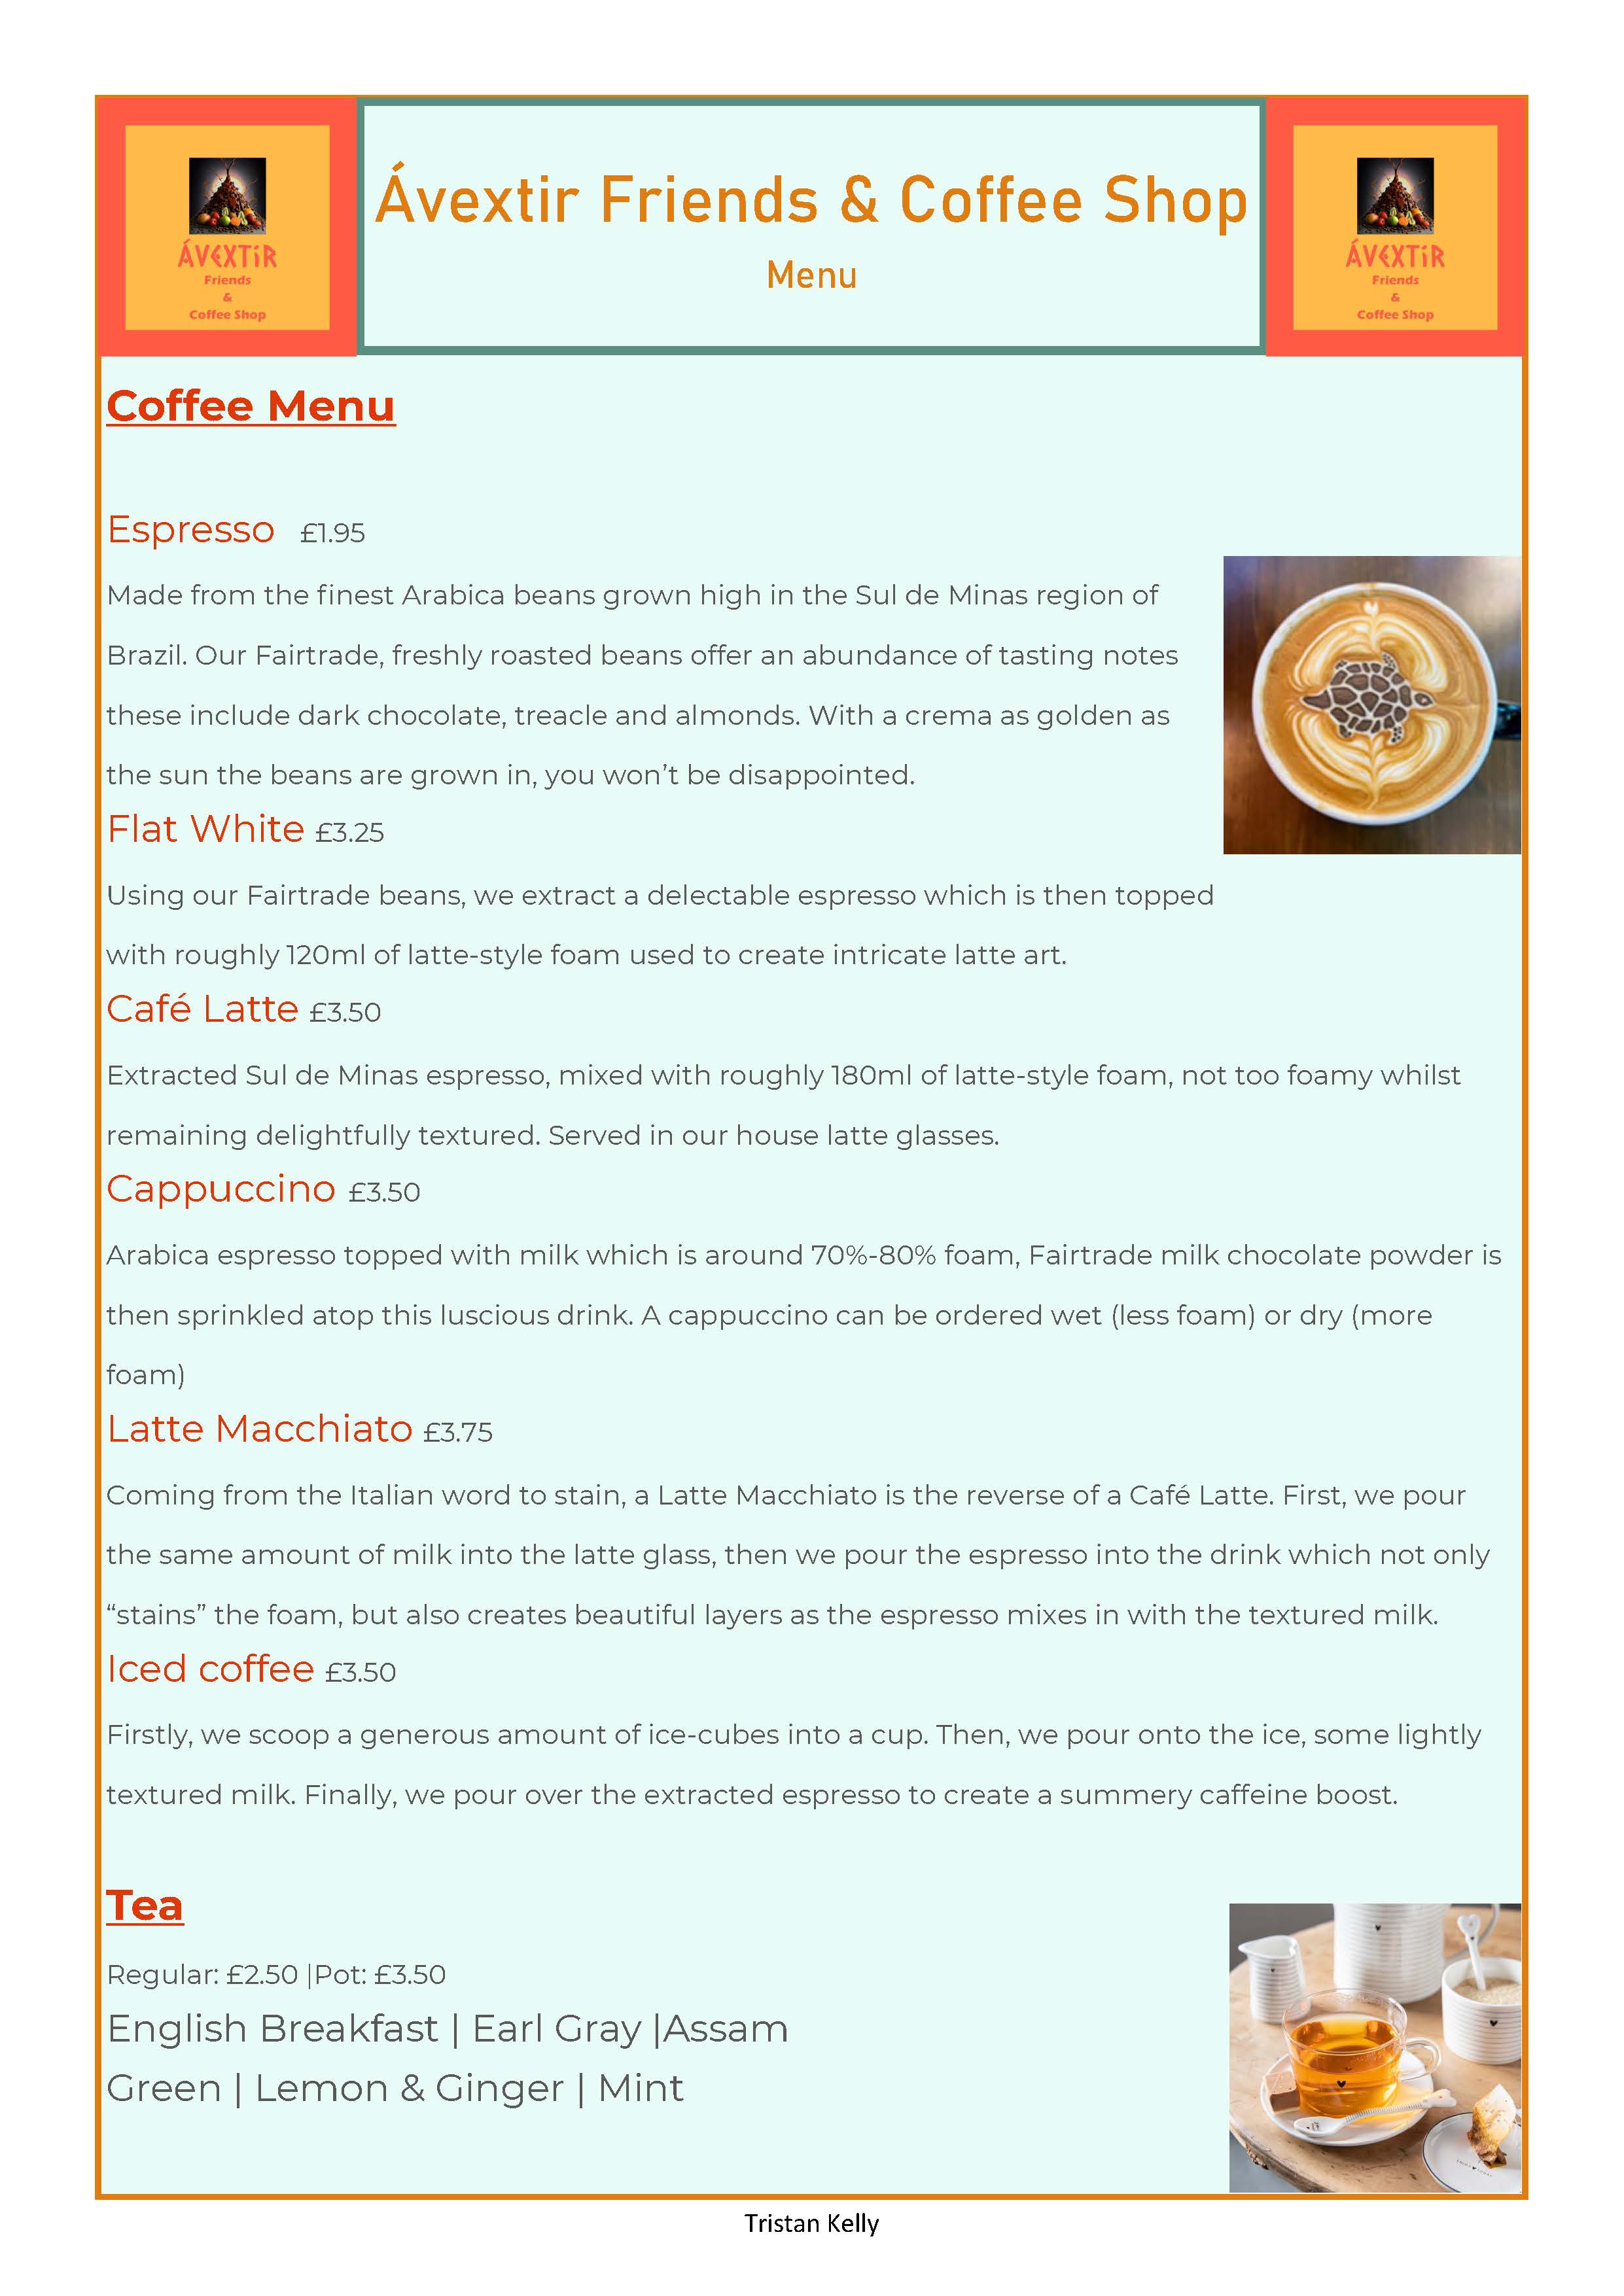 ÁVEXTÍR
Friends
&
Coffee Shop
Ávextir Friends & Coffee Shop
Menu
ÁVEXTÍR
Friends
&
Coffee Shop
Coffee Menu
Espresso £1.95
Made from the finest Arabica beans grown high in the Sul de Minas region of
Brazil. Our Fairtrade, freshly roasted beans offer an abundance of tasting notes
these include dark chocolate, treacle and almonds. With a crema as golden as
the sun the beans are grown in, you won’t be disappointed.
Flat White £3.25
Using our Fairtrade beans, we extract a delectable espresso which is then topped
with roughly 120ml of latte-style foam used to create intricate latte art.
Café Latte £3.50
Extracted Sul de Minas espresso, mixed with roughly 180ml of latte-style foam, not too foamy whilst
remaining delightfully textured. Served in our house latte glasses.
Cappuccino £3.50
Arabica espresso topped with milk which is around 70%-80% foam, Fairtrade milk chocolate powder is
then sprinkled atop this luscious drink. A cappuccino can be ordered wet (less foam) or dry (more
foam)
Latte Macchiato £3.75
Coming from the Italian word to stain, a Latte Macchiato is the reverse of a Café Latte. First, we pour
the same amount of milk into the latte glass, then we pour the espresso into the drink which not only
“stains” the foam, but also creates beautiful layers as the espresso mixes in with the textured milk.
Iced coffee £3.50
Firstly, we scoop a generous amount of ice-cubes into a cup. Then, we pour onto the ice, some lightly
textured milk. Finally, we pour over the extracted espresso to create a summery caffeine boost.
Tea
Regular: £2.50 |Pot: £3.50
English Breakfast | Earl Gray |Assam
Green | Lemon & Ginger | Mint
Tristan Kelly